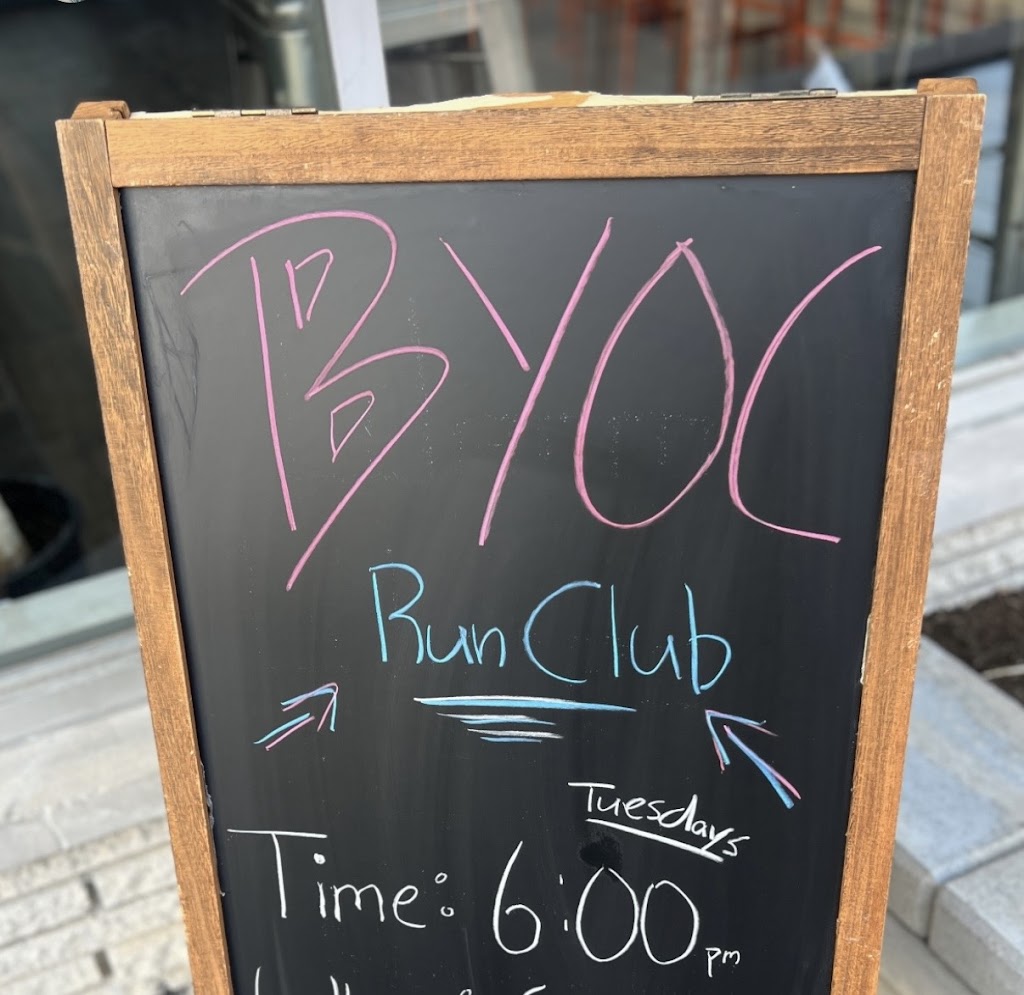 BYOC
Run Club
Tuesdays
Time: 6:00 pm